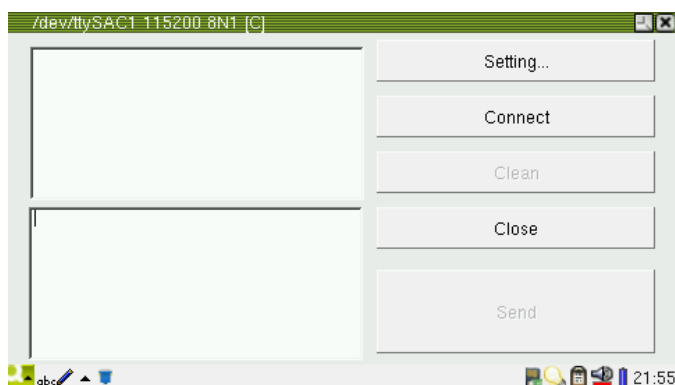 /dev/ttySAC1 115200 8N1 [C]
Setting...
Connect
Clean
Close
Send
abc
21:55